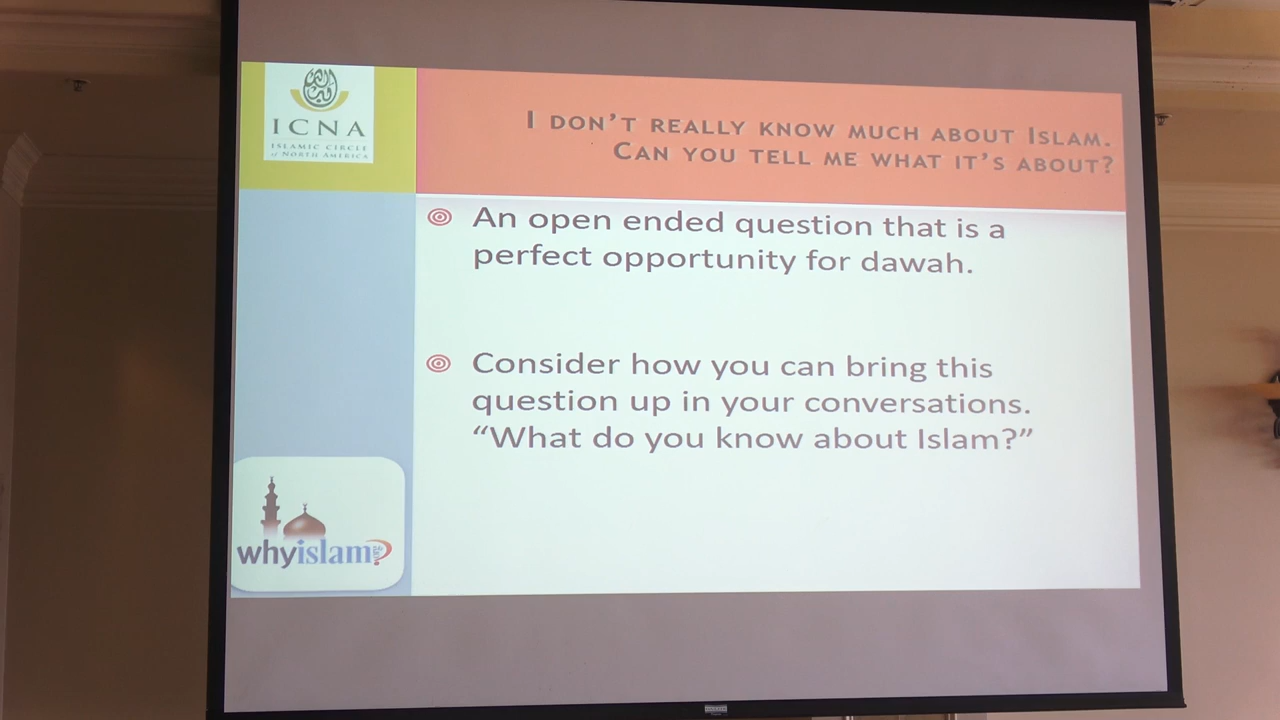 ICNA
ISLAMIC CIRCLE
of NORTH AMERICA
I DON'T REALLY KNOW MUCH ABOUT ISLAM.
CAN YOU TELL ME WHAT IT'S ABOUT?
An open ended question that is a
perfect opportunity for dawah.
Consider how you can bring this
question up in your conversations.
“What do you know about Islam?”
whyislam?